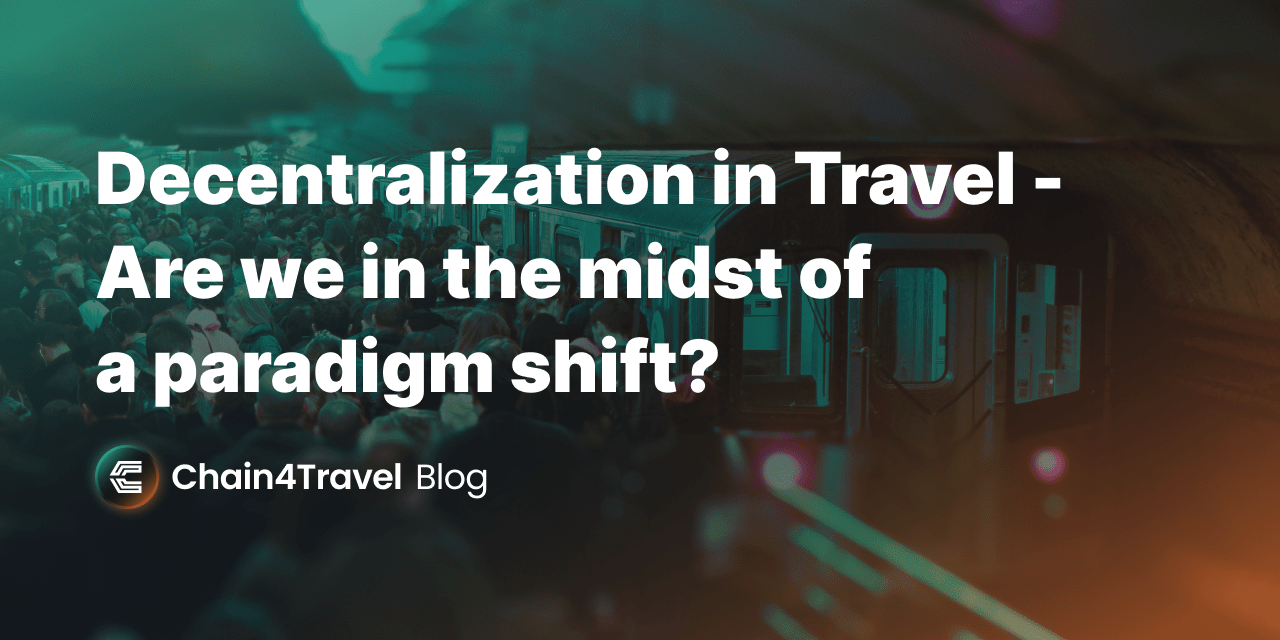 Decentralization in Travel -
Are we in the midst of
a paradigm shift?
Chain4Travel Blog